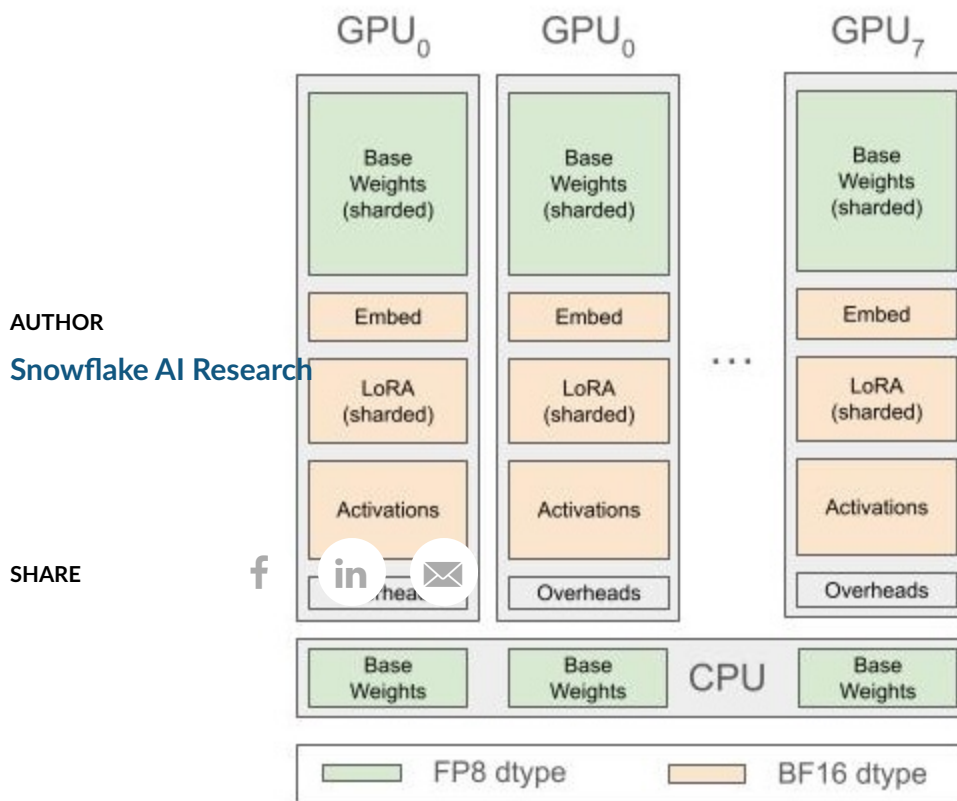 GPU0
GPU0
GPU7
Base
Weights
(sharded)
Base
Weights
(sharded)
Base
Weights
(sharded)
AUTHOR
Snowflake AI Research
Embed
Embed
Embed
...
LoRA
(sharded)
LoRA
(sharded)
LoRA
(sharded)
Activations
Activations
Activations
SHARE
f
in
Overheads
Overheads
Base
Weights
Base
Weights
CPU
Base
Weights
FP8 dtype
BF16 dtype